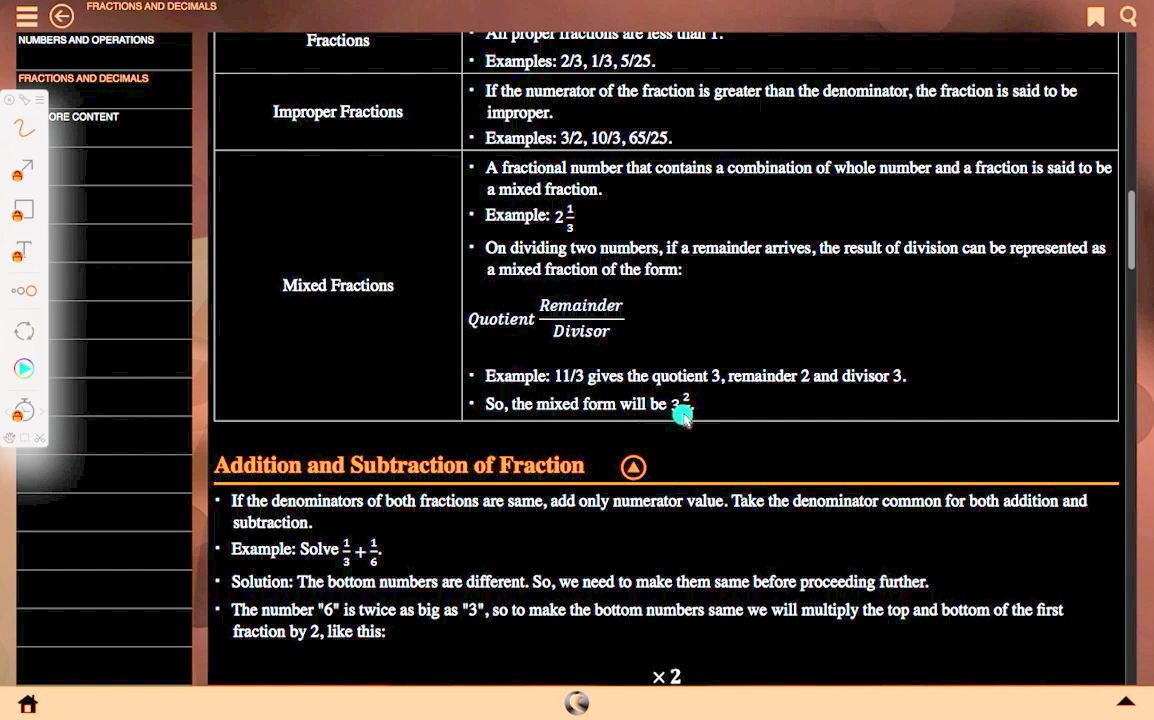 FRACTIONS AND DECIMALS
NUMBERS AND OPERATIONS
FRACTIONS AND DECIMALS
ORE CONTENT
Fractions
All proper fractions are less than 1.
· Examples: 2/3, 1/3, 5/25.
Improper Fractions
· If the numerator of the fraction is greater than the denominator, the fraction is said to be
improper.
· Examples: 3/2, 10/3, 65/25.
Mixed Fractions
· A fractional number that contains a combination of whole number and a fraction is said to be
a mixed fraction.
· Example: 2 1/3
· On dividing two numbers, if a remainder arrives, the result of division can be represented as
a mixed fraction of the form:
Quotient Remainder/Divisor
· Example: 11/3 gives the quotient 3, remainder 2 and divisor 3.
· So, the mixed form will be 3 2
Addition and Subtraction of Fraction
· If the denominators of both fractions are same, add only numerator value. Take the denominator common for both addition and
subtraction.
· Example: Solve 1/3 + 1/6.
· Solution: The bottom numbers are different. So, we need to make them same before proceeding further.
· The number "6" is twice as big as "3", so to make the bottom numbers same we will multiply the top and bottom of the first
fraction by 2, like this:
× 2